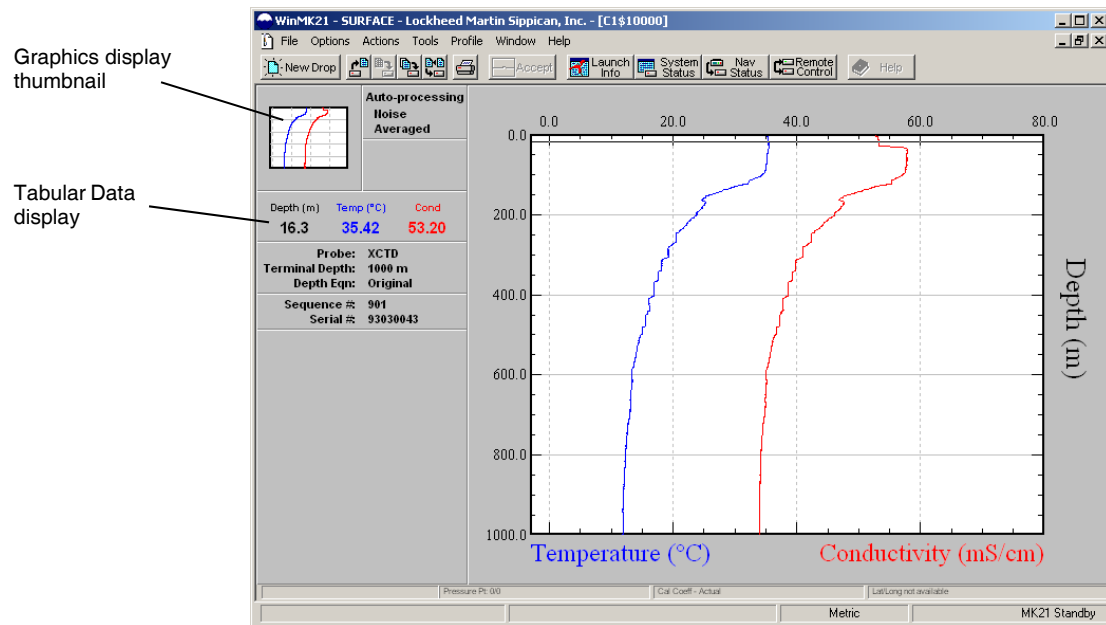 Graphics display
thumbnail
Tabular Data
display
WinMK21 - SURFACE - Lockheed Martin Sippican, Inc. - [C1$10000]
File Options Actions Tools Profile Window Help
New Drop Accept Launch Info System Status Nav Status Remote Control Help
Auto-processing
Noise
Averaged
Depth (m) Temp (°C) Cond
16.3 35.42 53.20
Probe: XCTD
Terminal Depth: 1000 m
Depth Eqn: Original
Sequence #: 901
Serial #: 93030043
0.0 20.0 40.0 60.0 80.0
0.0
200.0
400.0
600.0
800.0
1000.0
Depth (m)
Temperature (°C) Conductivity (mS/cm)
Pressure Pt: 0/0 Cal Coeff - Actual Lat/Long not available
Metric MK21 Standby